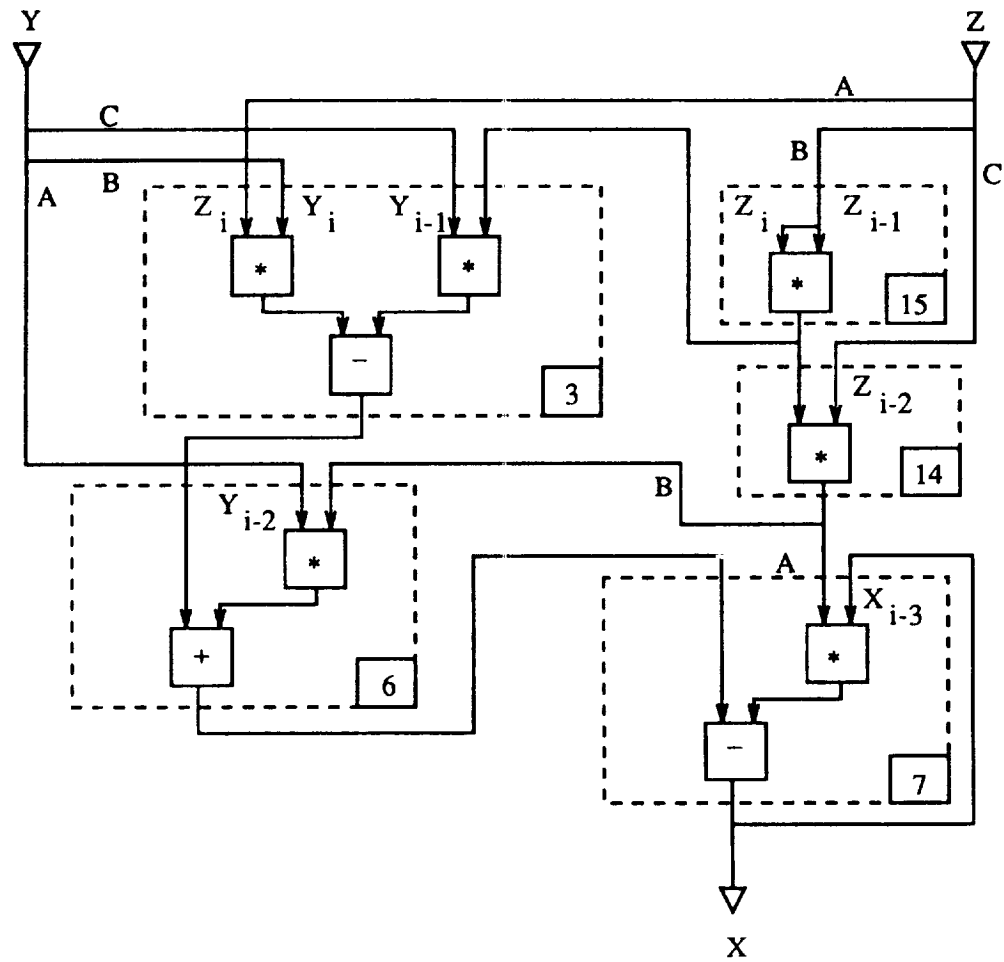 Y Z
A
C
B
B
A C
Z i Y i Y i-1 Z i Z i-1
* * *
15
−
3
Z i-2
*
14
B
Y i-2
*
A
X i-3
*
+
6
−
7
X